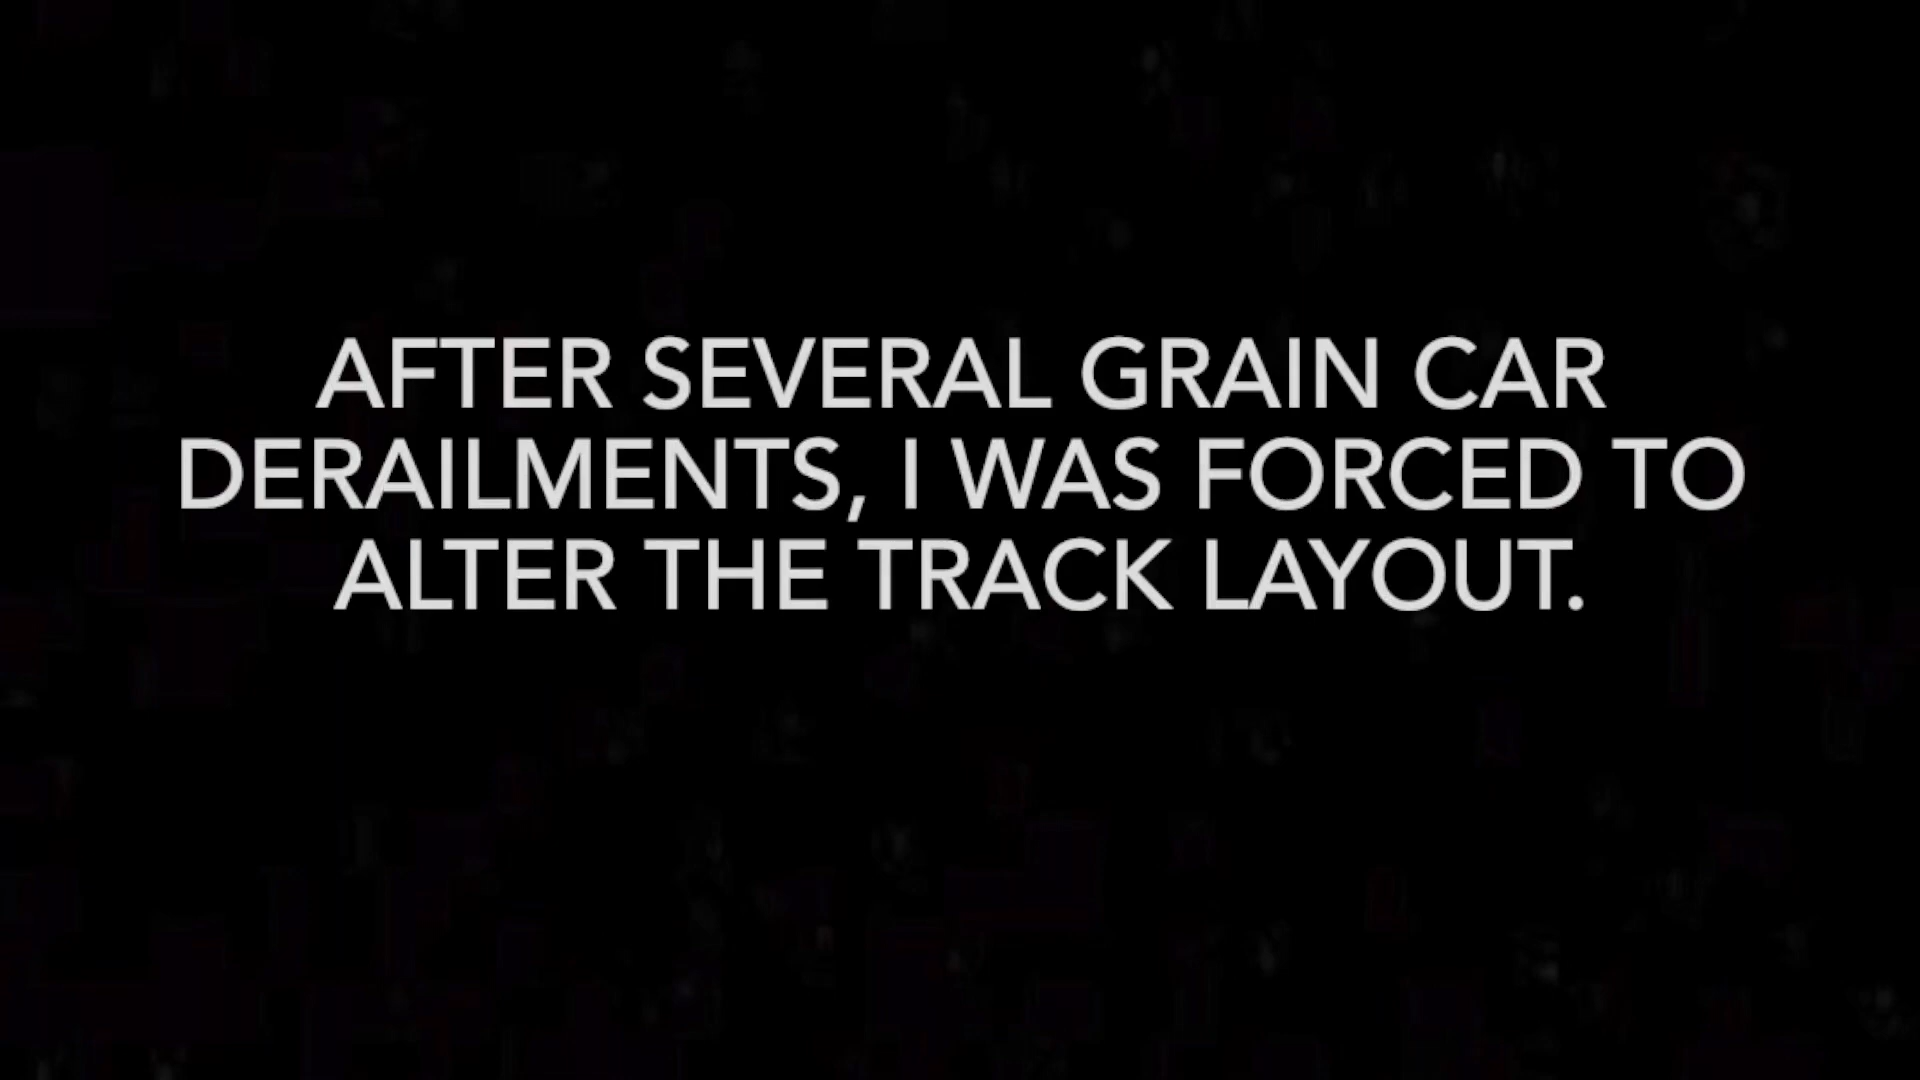 AFTER SEVERAL GRAIN CAR
DERAILMENTS, I WAS FORCED TO
ALTER THE TRACK LAYOUT.